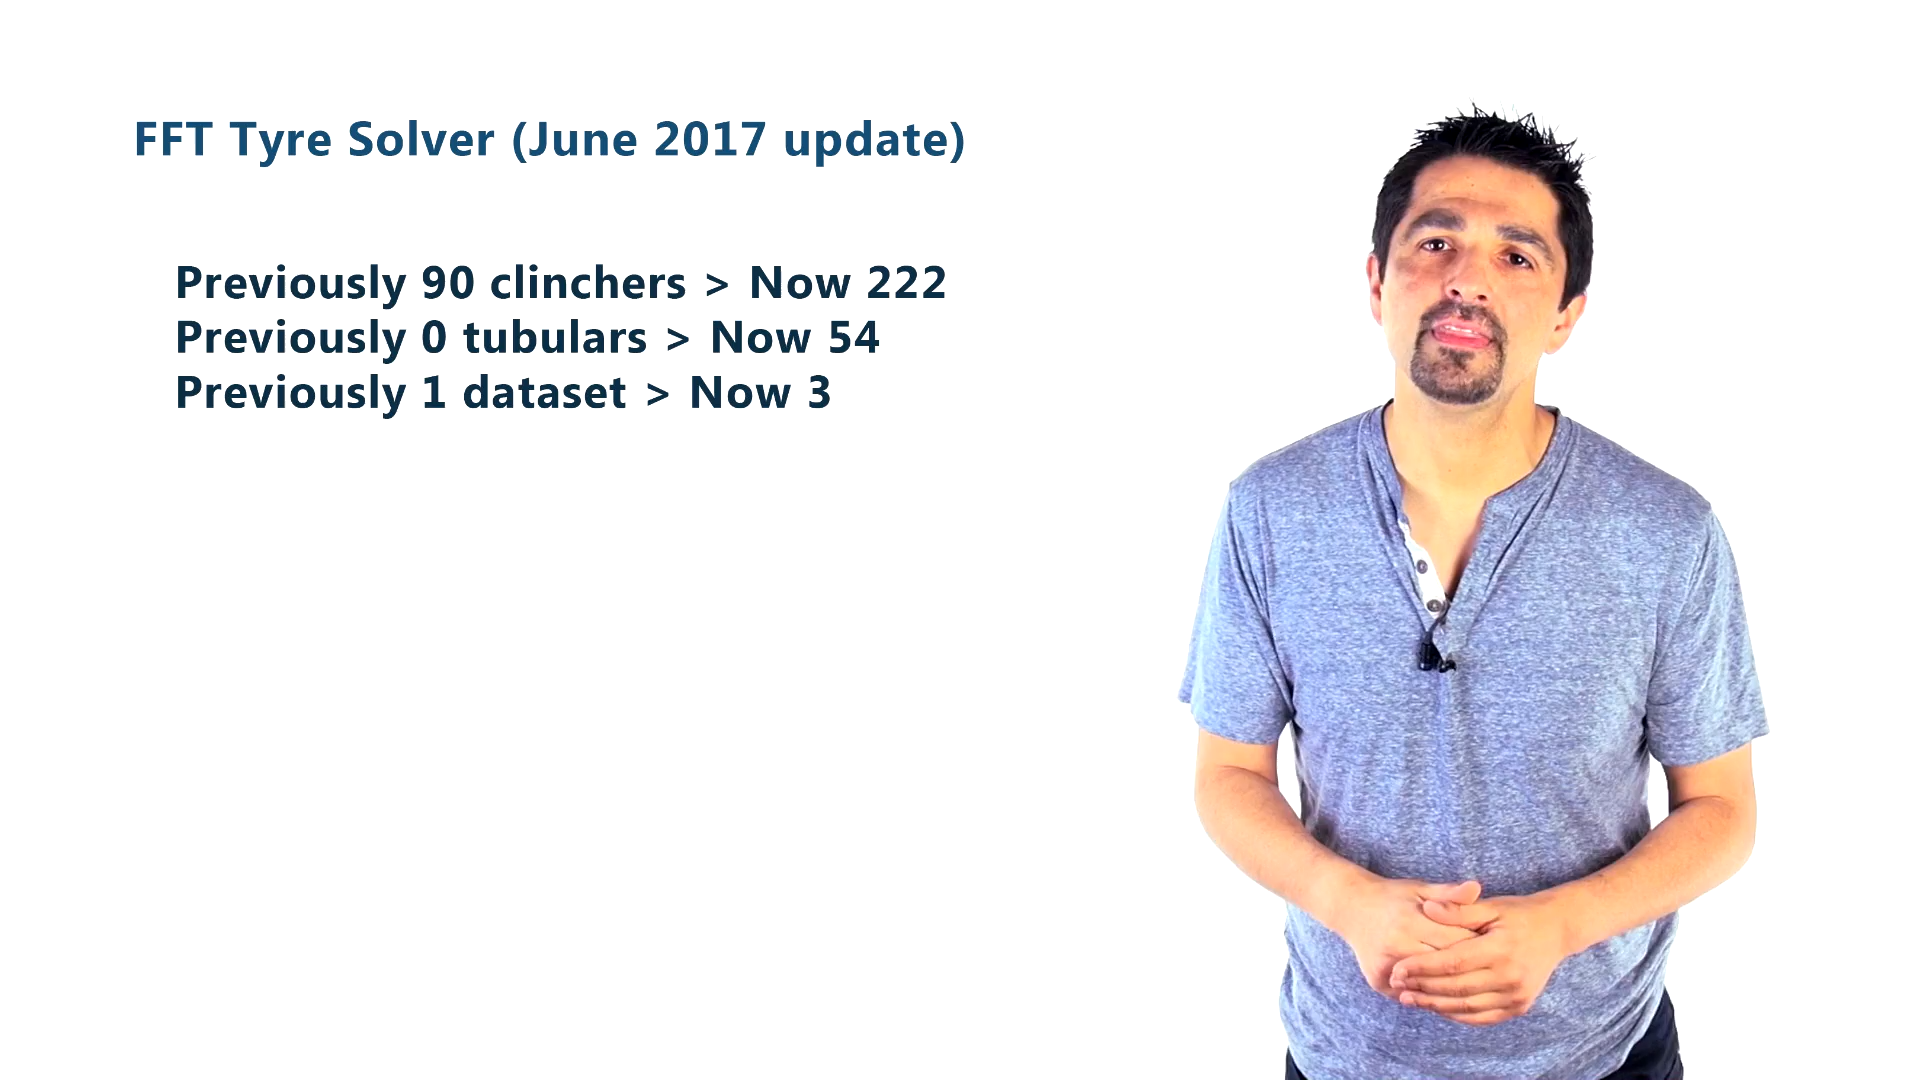 FFT Tyre Solver (June 2017 update)
Previously 90 clinchers > Now 222
Previously 0 tubulars > Now 54
Previously 1 dataset > Now 3